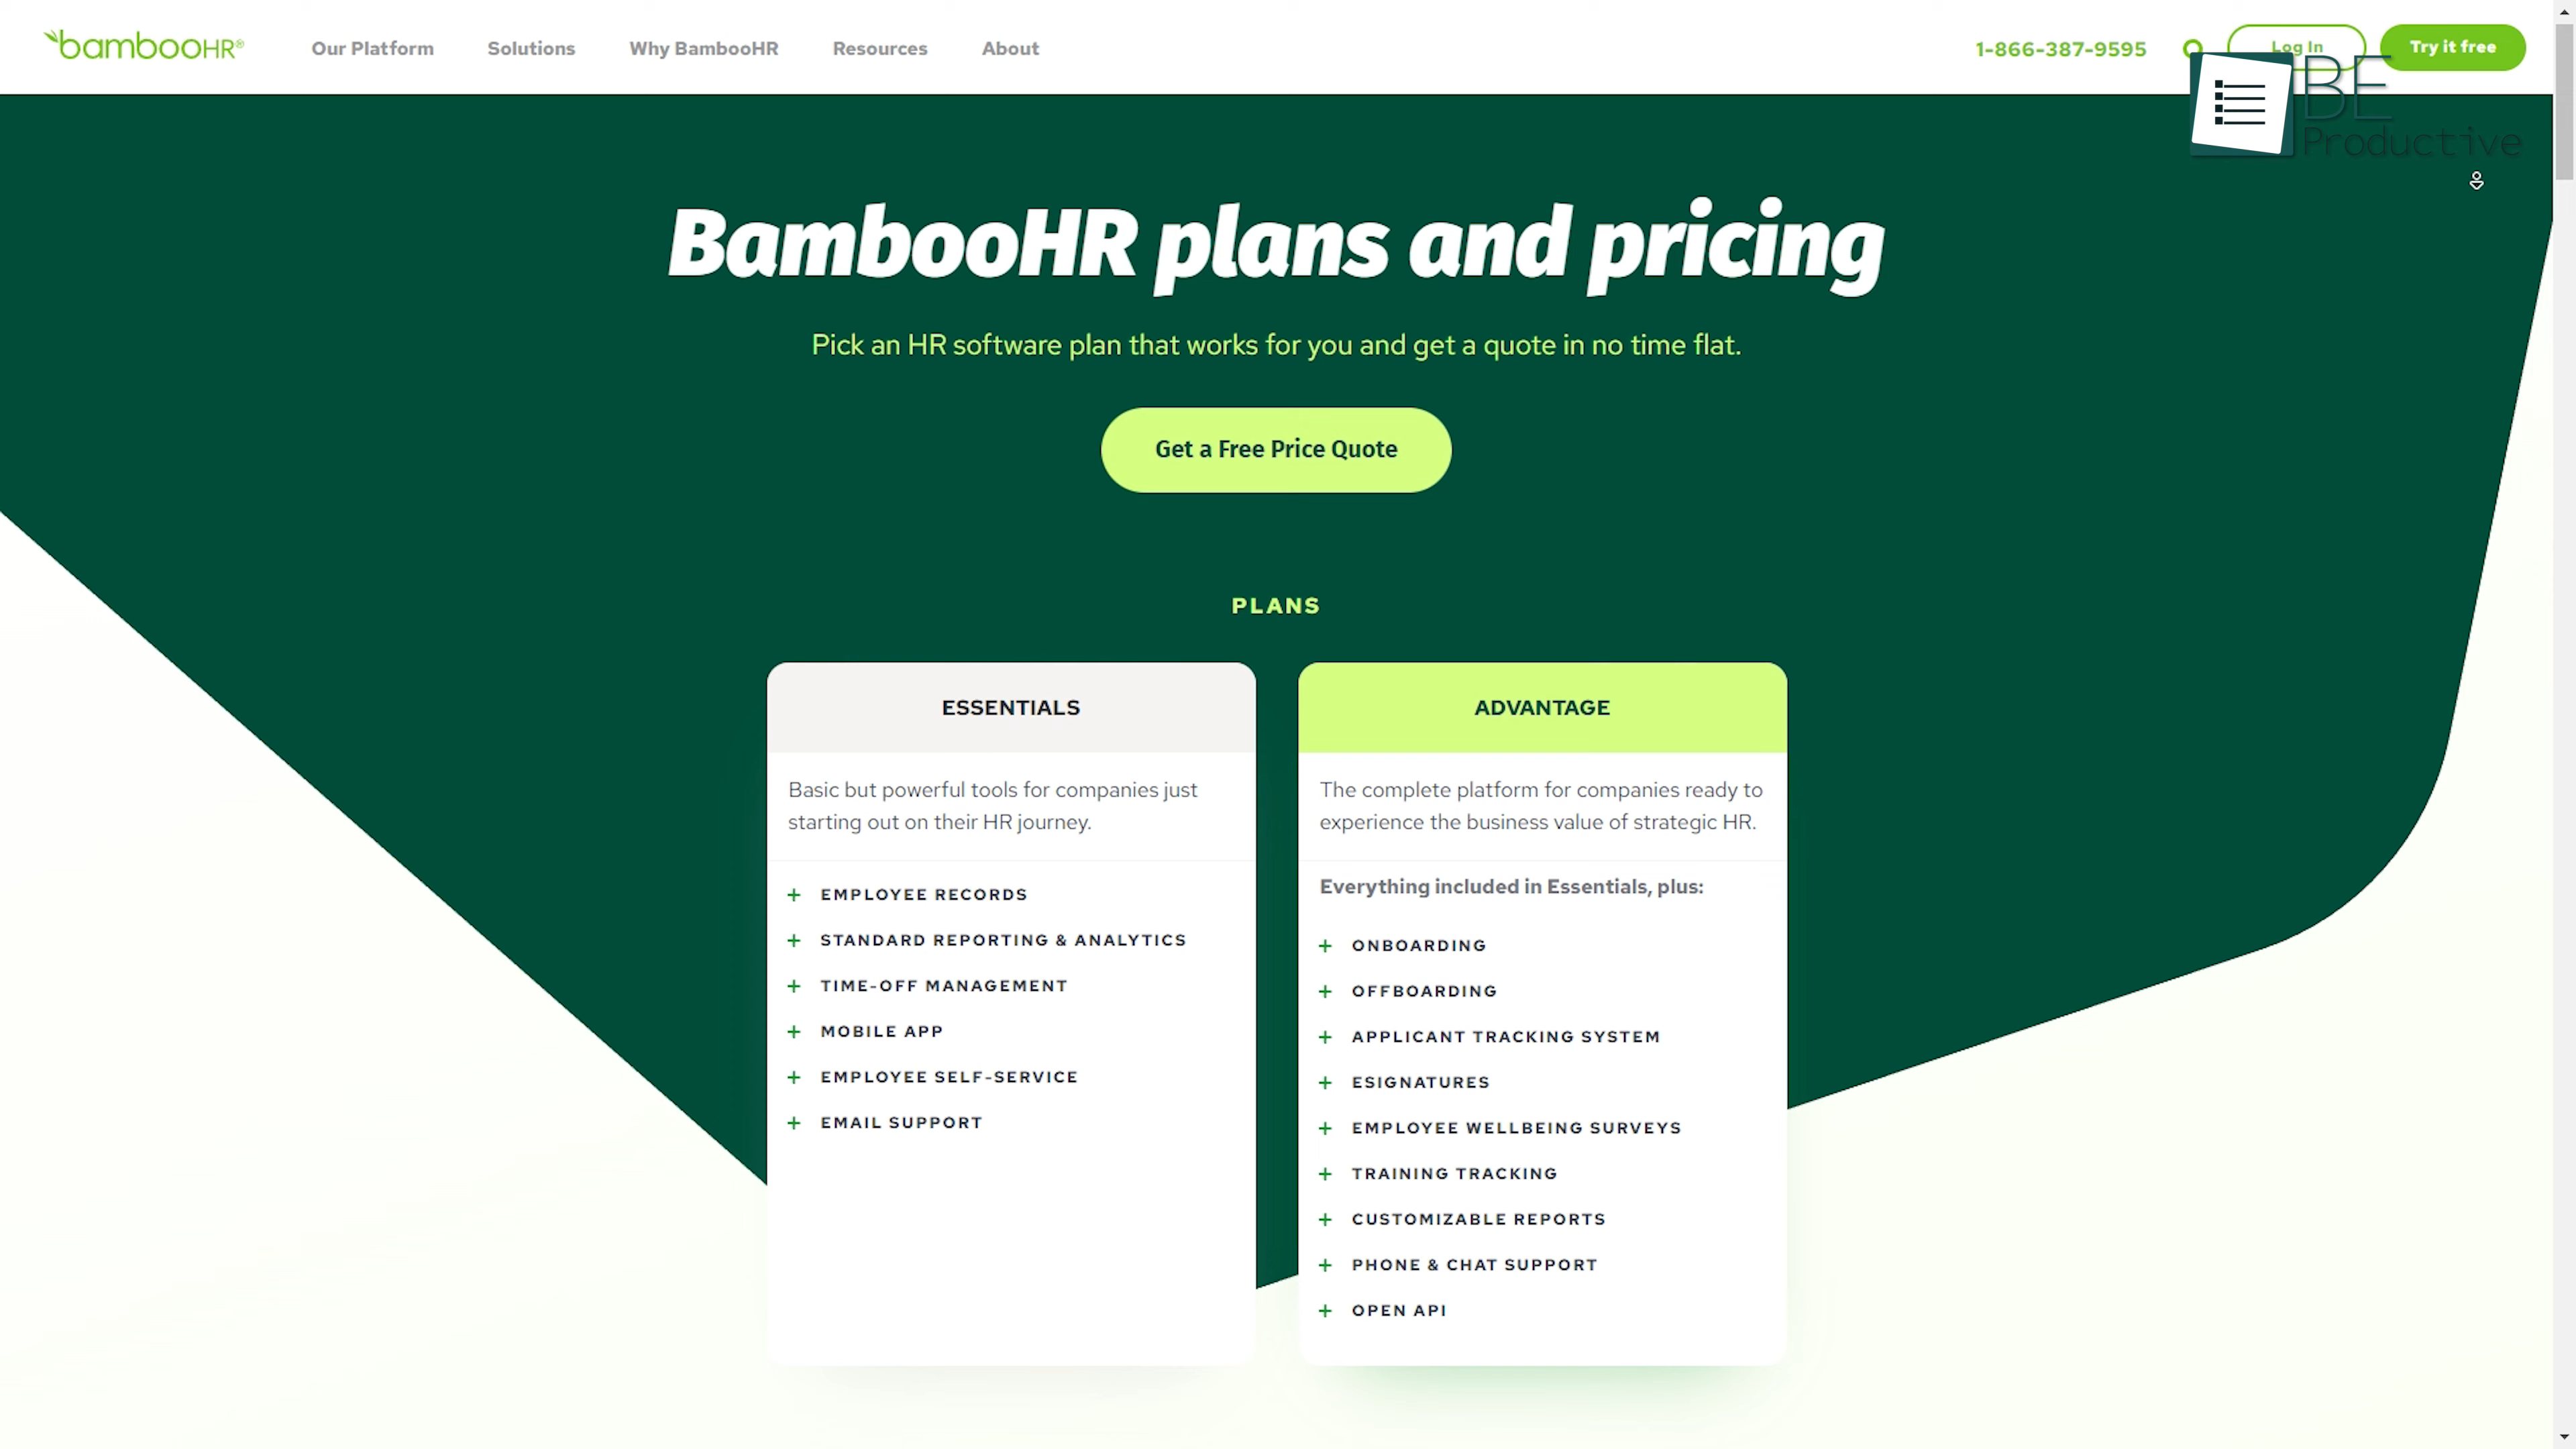 bambooHR®
Our Platform
Solutions
Why BambooHR
Resources
About
1-866-387-9595
Log In
Try it free
BE
Productive
BambooHR plans and pricing
Pick an HR software plan that works for you and get a quote in no time flat.
Get a Free Price Quote
PLANS
ESSENTIALS
Basic but powerful tools for companies just
starting out on their HR journey.
+ EMPLOYEE RECORDS
+ STANDARD REPORTING & ANALYTICS
+ TIME-OFF MANAGEMENT
+ MOBILE APP
+ EMPLOYEE SELF-SERVICE
+ EMAIL SUPPORT
ADVANTAGE
The complete platform for companies ready to
experience the business value of strategic HR.
Everything included in Essentials, plus:
+ ONBOARDING
+ OFFBOARDING
+ APPLICANT TRACKING SYSTEM
+ ESIGNATURES
+ EMPLOYEE WELLBEING SURVEYS
+ TRAINING TRACKING
+ CUSTOMIZABLE REPORTS
+ PHONE & CHAT SUPPORT
+ OPEN API